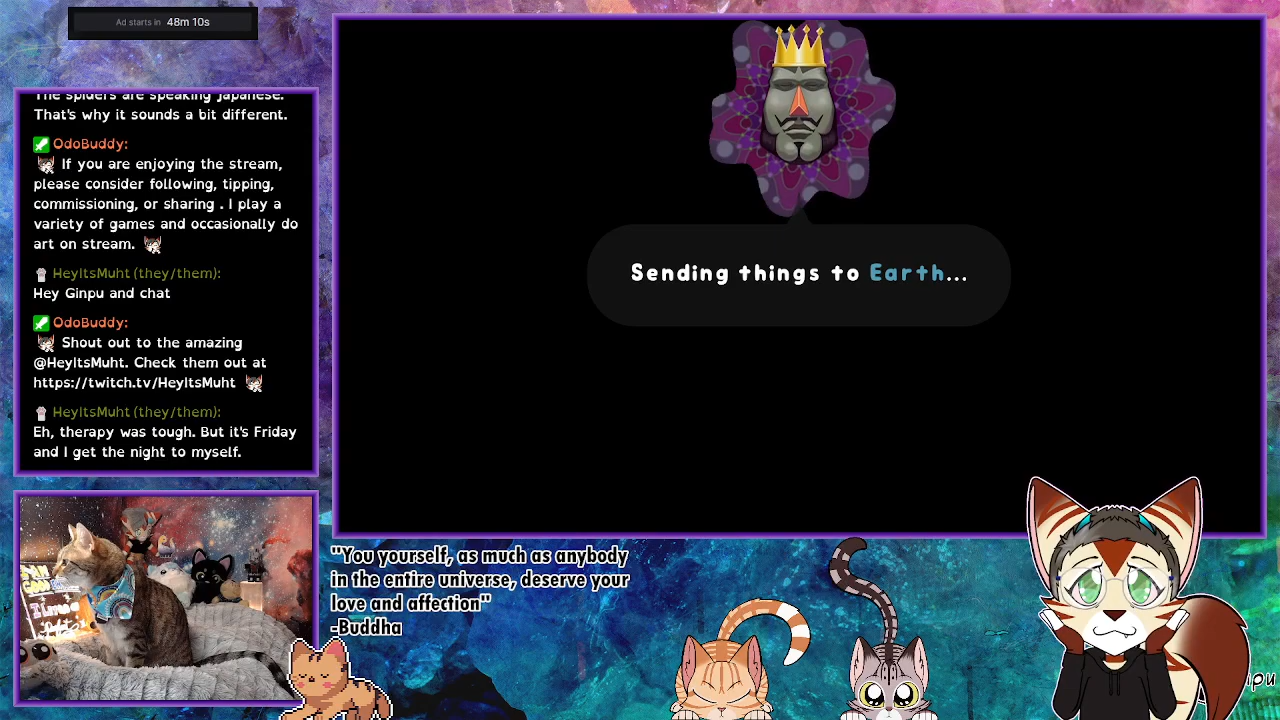 Ad starts in 48m 10s
The spiders are speaking Japanese.
That's why it sounds a bit different.
OdoBuddy:
If you are enjoying the stream,
please consider following, tipping,
commissioning, or sharing . I play a
variety of games and occasionally do
art on stream.
HeyItsMuht (they/them):
Hey Ginpu and chat
OdoBuddy:
Shout out to the amazing
@HeyItsMuht. Check them out at
https://twitch.tv/HeyItsMuht
HeyItsMuht (they/them):
Eh, therapy was tough. But it's Friday
and I get the night to myself.
Sending things to Earth...
"You yourself, as much as anybody
in the entire universe, deserve your
love and affection"
-Buddha